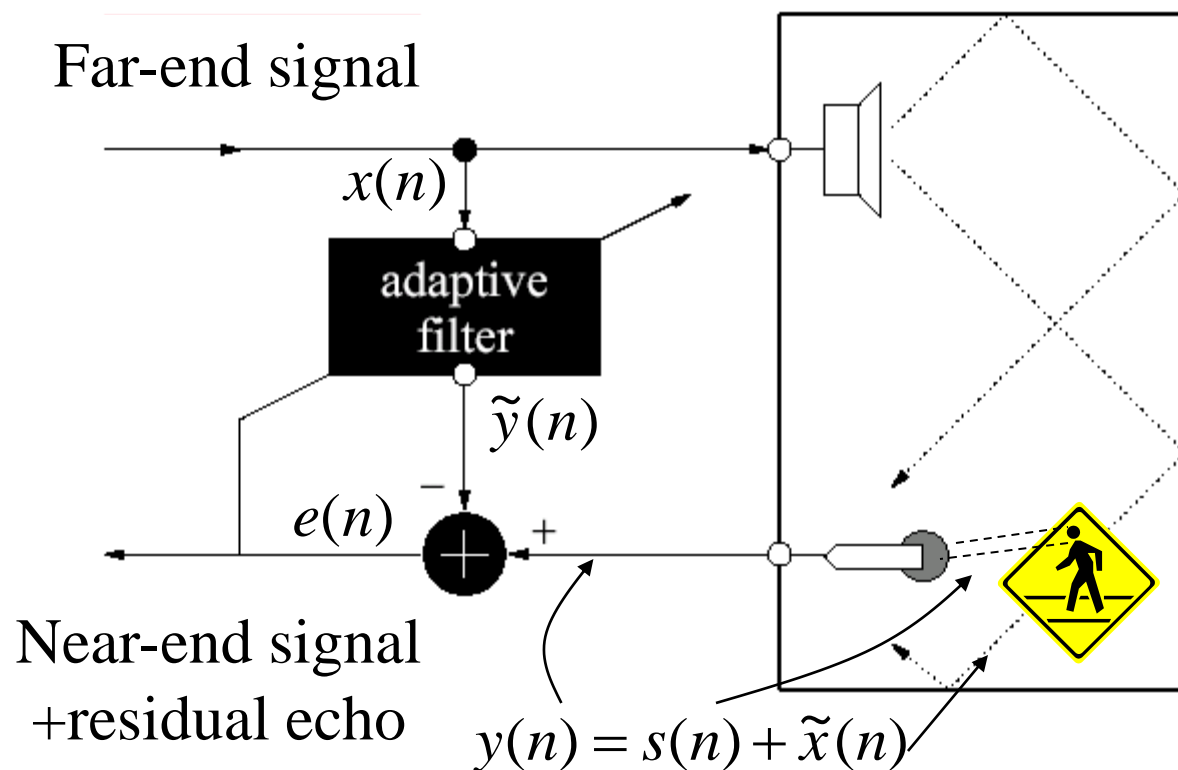 Far-end signal
x(n)
adaptive
filter
ỹ(n)
−
e(n)
+
+
Near-end signal
+residual echo
y(n) = s(n) + x̃(n)